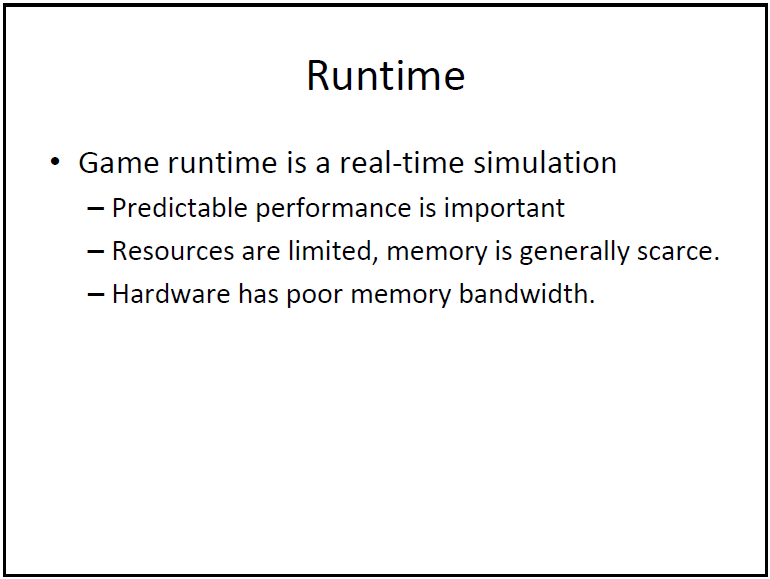 Runtime
• Game runtime is a real-time simulation
– Predictable performance is important
– Resources are limited, memory is generally scarce.
– Hardware has poor memory bandwidth.